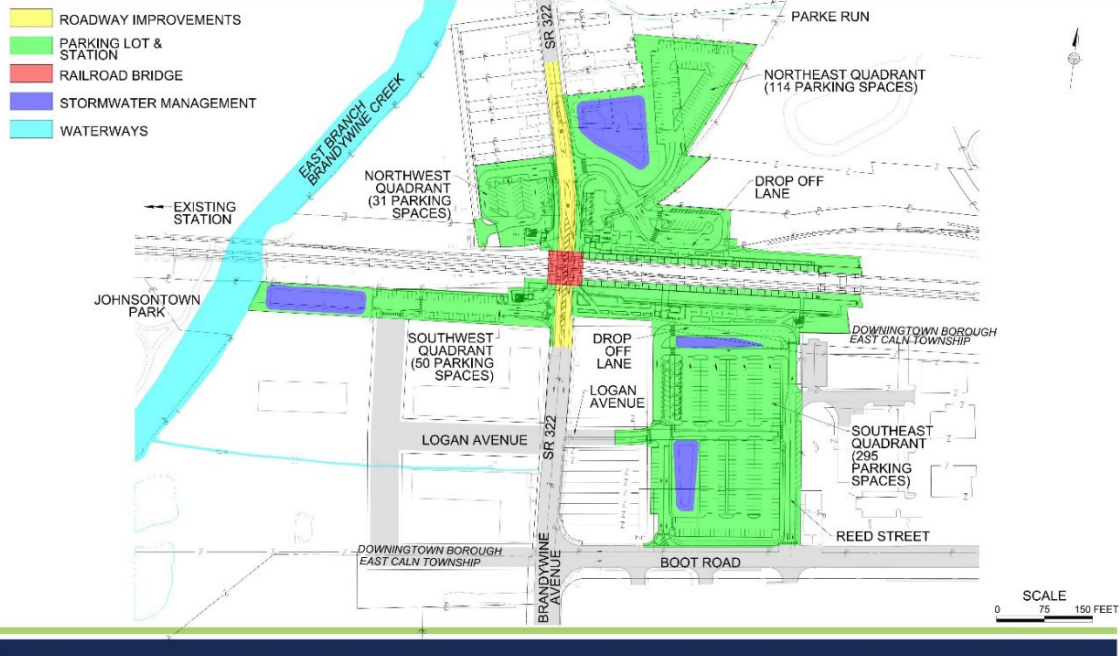 ROADWAY IMPROVEMENTS
PARKING LOT &
STATION
RAILROAD BRIDGE
STORMWATER MANAGEMENT
WATERWAYS
SR 322
PARKE RUN
NORTHEAST QUADRANT
(114 PARKING SPACES)
EAST BRANCH
BRANDYWINE CREEK
NORTHWEST
QUADRANT
(31 PARKING
SPACES)
DROP OFF
LANE
EXISTING
STATION
JOHNSONTOWN
PARK
SOUTHWEST
QUADRANT
(50 PARKING
SPACES)
DROP
OFF
LANE
DOWNINGTOWN BOROUGH
EAST CALN TOWNSHIP
LOGAN
AVENUE
LOGAN AVENUE
SR 322
SOUTHEAST
QUADRANT
(295
PARKING
SPACES)
REED STREET
DOWNINGTOWN BOROUGH
EAST CALN TOWNSHIP
BRANDYWINE
AVENUE
BOOT ROAD
SCALE
0 75 150 FEET